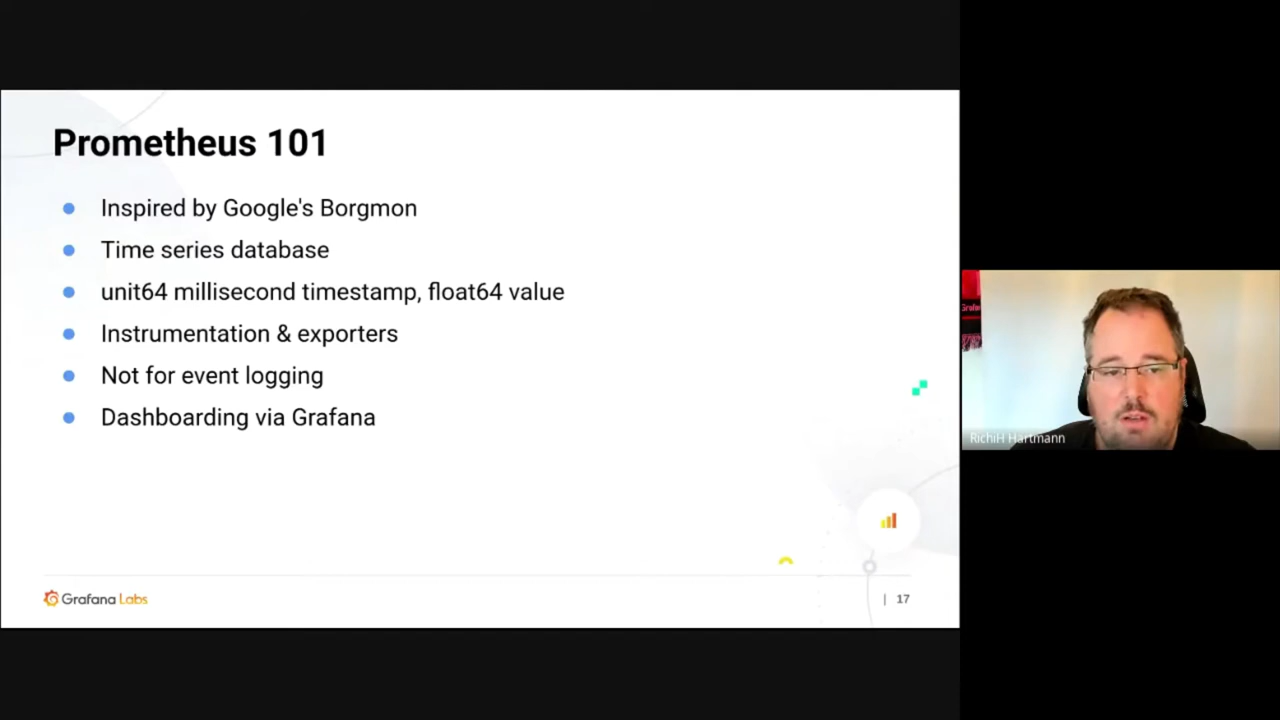 Prometheus 101
Inspired by Google's Borgmon
Time series database
unit64 millisecond timestamp, float64 value
Instrumentation & exporters
Not for event logging
Dashboarding via Grafana
Grafana Labs
| 17
RichiH Hartmann